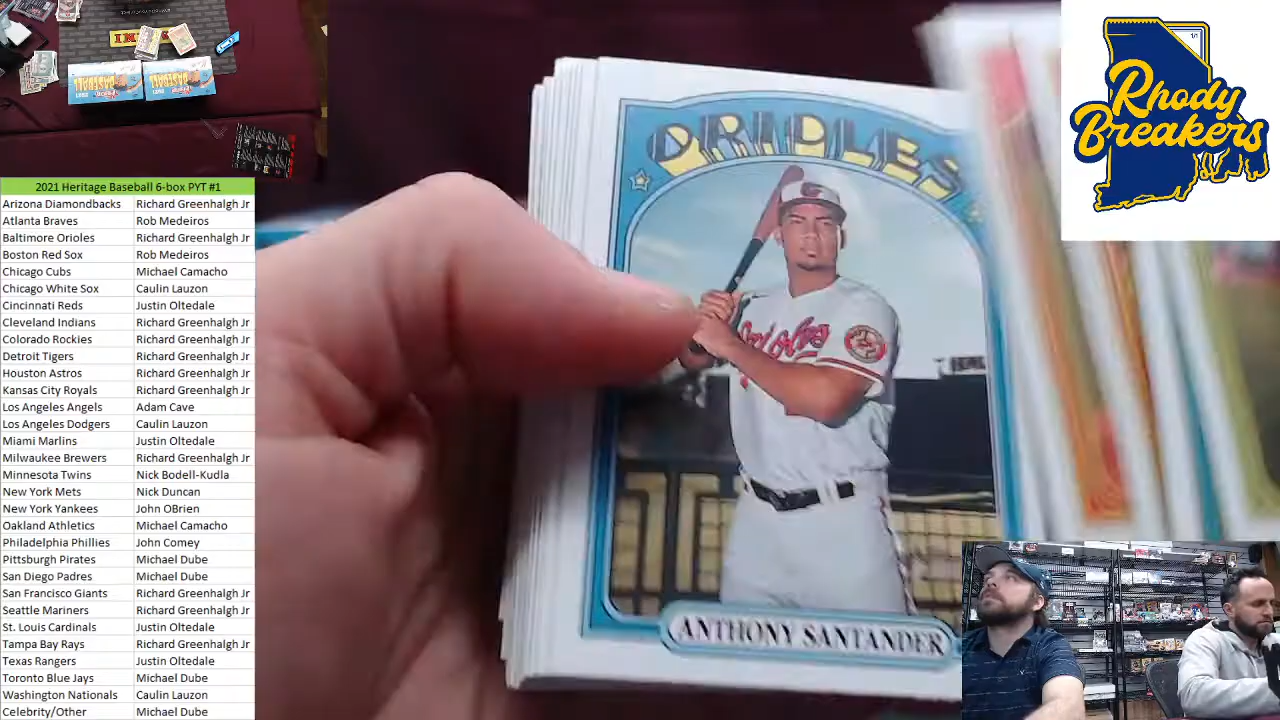 Rhody
Breakers
ORIOLES
Orioles
ANTHONY SANTANDER
BASEBALL
BASEBALL
2021 Heritage Baseball 6-box PYT #1
Arizona Diamondbacks Richard Greenhalgh Jr
Atlanta Braves Rob Medeiros
Baltimore Orioles Richard Greenhalgh Jr
Boston Red Sox Rob Medeiros
Chicago Cubs Michael Camacho
Chicago White Sox Caulin Lauzon
Cincinnati Reds Justin Oltedale
Cleveland Indians Richard Greenhalgh Jr
Colorado Rockies Richard Greenhalgh Jr
Detroit Tigers Richard Greenhalgh Jr
Houston Astros Richard Greenhalgh Jr
Kansas City Royals Richard Greenhalgh Jr
Los Angeles Angels Adam Cave
Los Angeles Dodgers Caulin Lauzon
Miami Marlins Justin Oltedale
Milwaukee Brewers Richard Greenhalgh Jr
Minnesota Twins Nick Bodell-Kudla
New York Mets Nick Duncan
New York Yankees John OBrien
Oakland Athletics Michael Camacho
Philadelphia Phillies John Comey
Pittsburgh Pirates Michael Dube
San Diego Padres Michael Dube
San Francisco Giants Richard Greenhalgh Jr
Seattle Mariners Richard Greenhalgh Jr
St. Louis Cardinals Justin Oltedale
Tampa Bay Rays Richard Greenhalgh Jr
Texas Rangers Justin Oltedale
Toronto Blue Jays Michael Dube
Washington Nationals Caulin Lauzon
Celebrity/Other Michael Dube